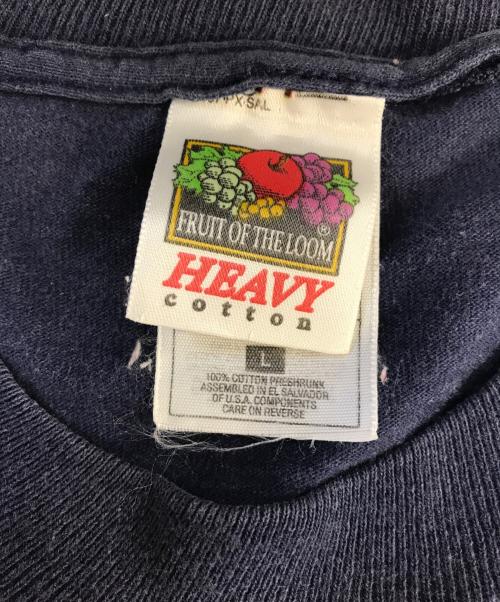 FRUIT OF THE LOOM
®
HEAVY
cotton
L
100% COTTON PRESHRUNK
ASSEMBLED IN EL SALVADOR
OF U.S.A. COMPONENTS
CARE ON REVERSE